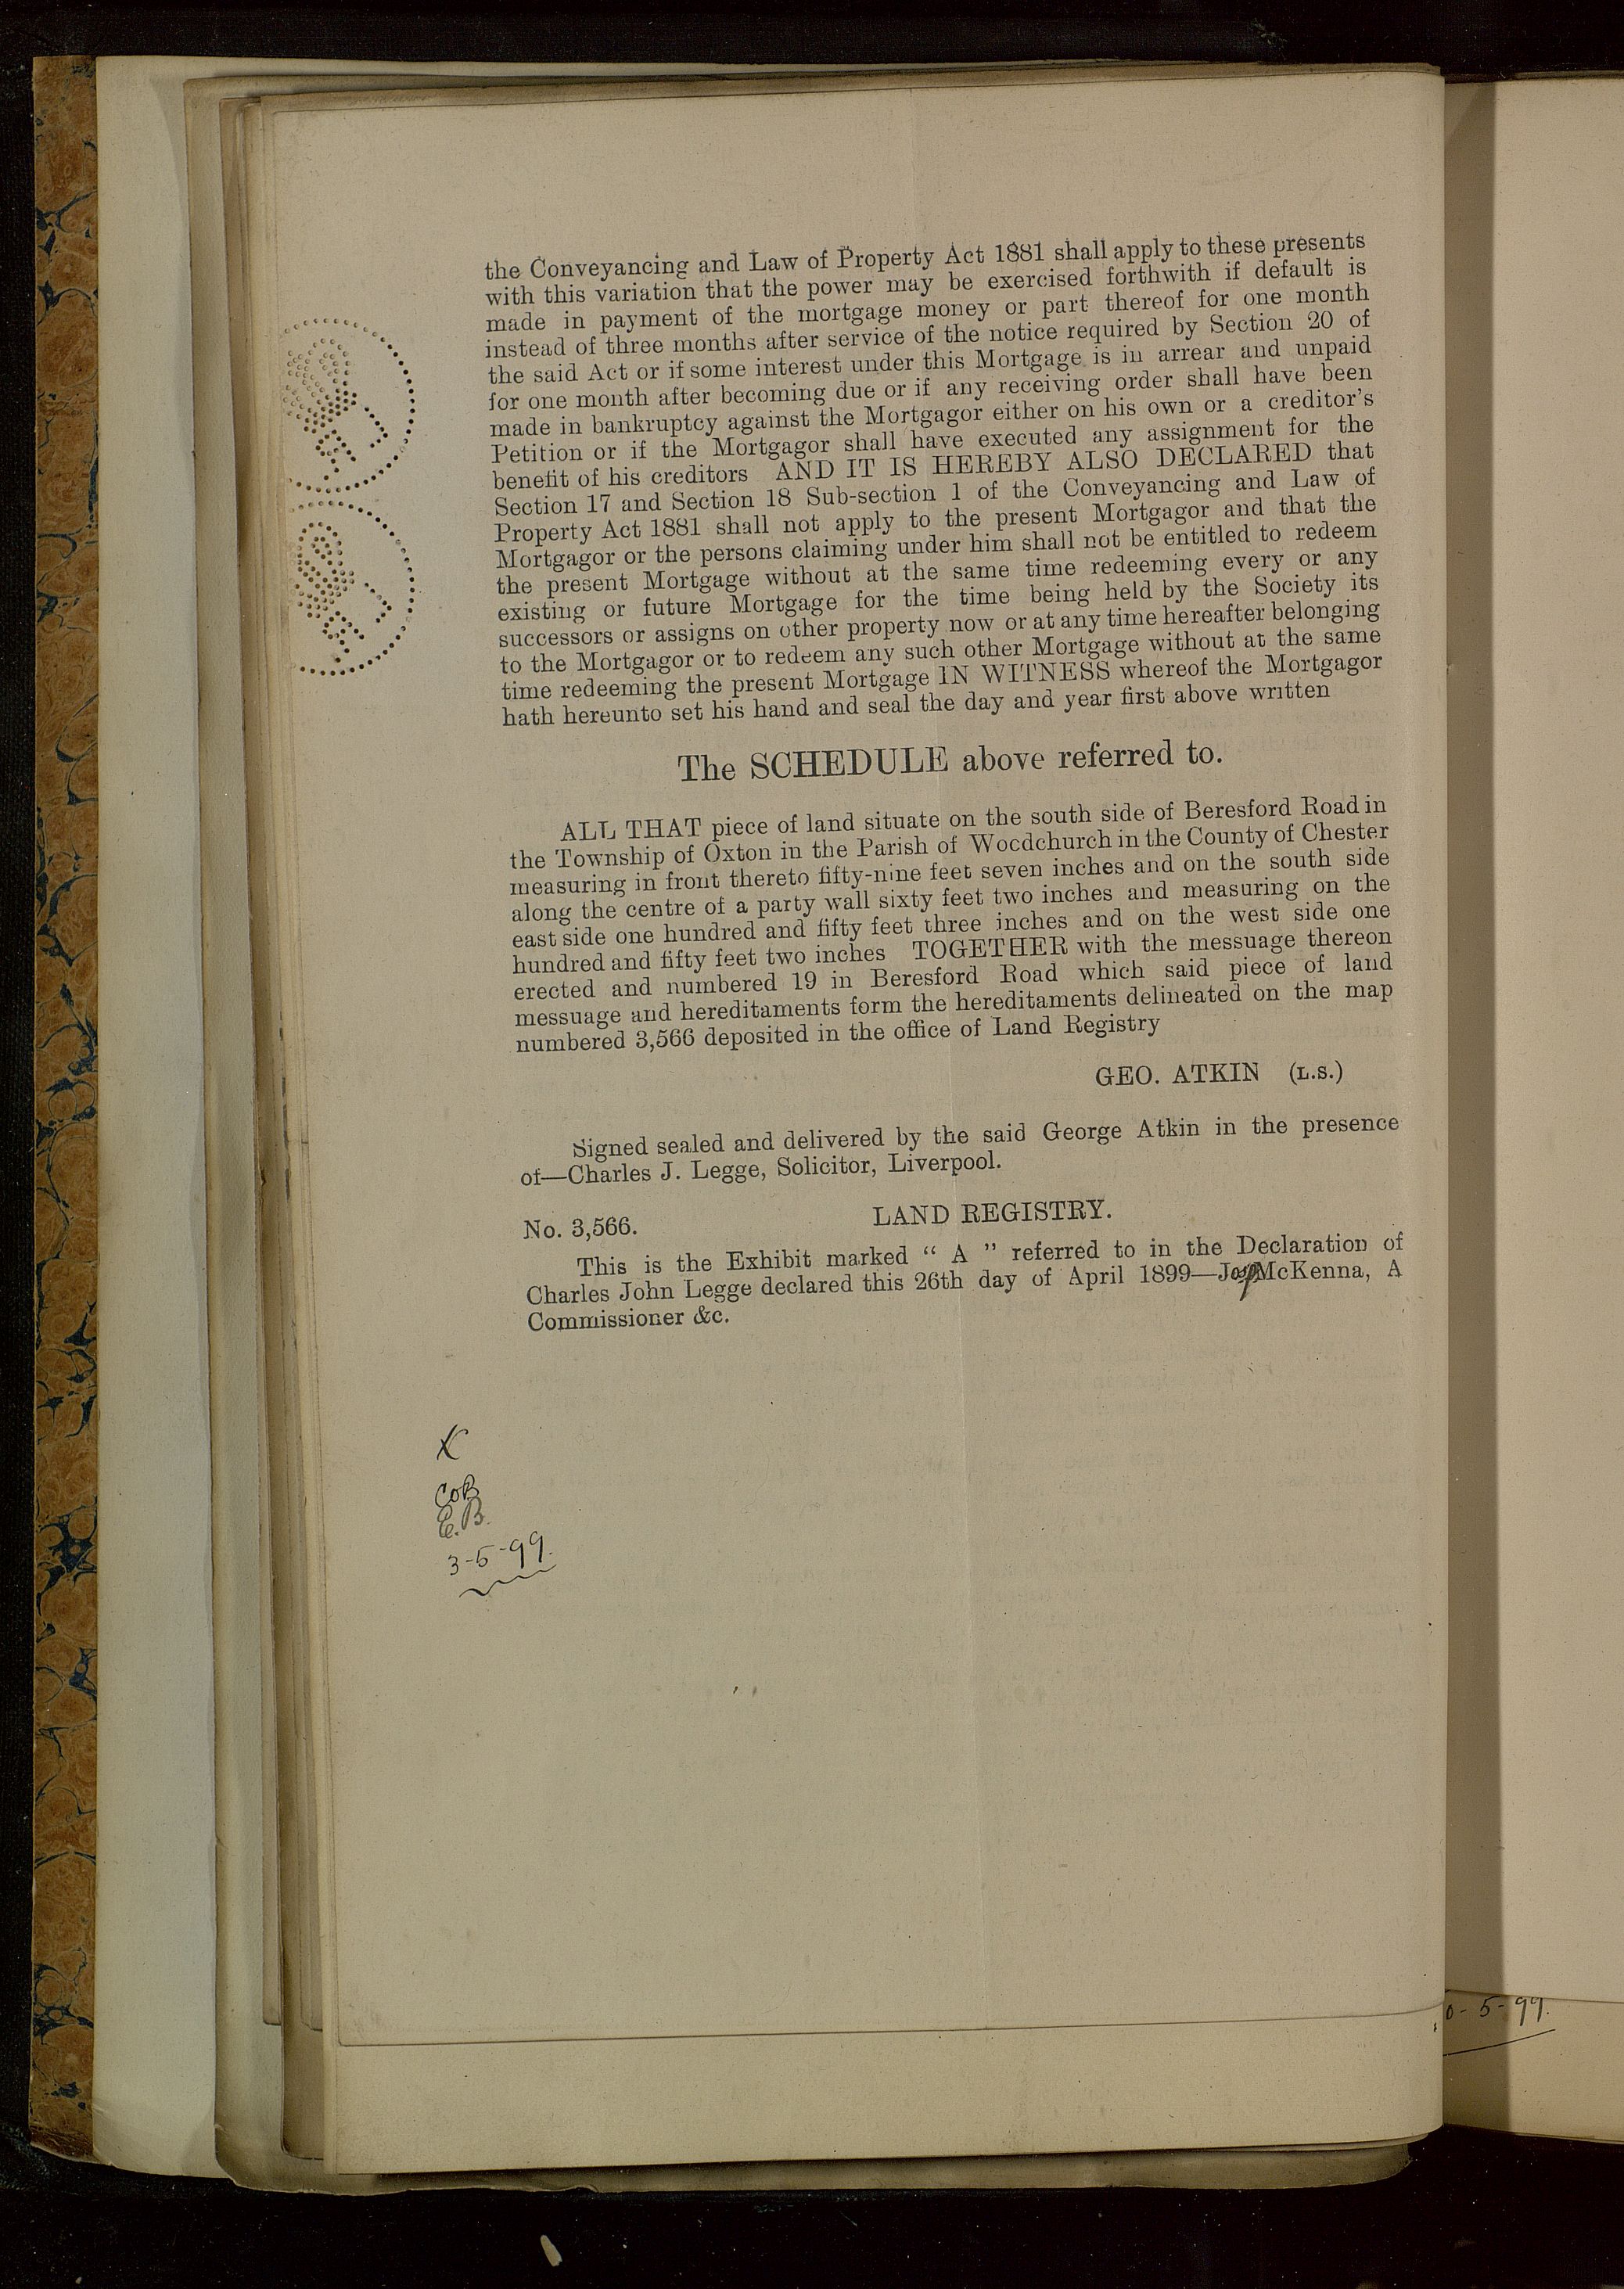 the Conveyancing and Law of Property Act 1881 shall apply to these presents
with this variation that the power may be exercised forthwith if default is
made in payment of the mortgage money or part thereof for one month
instead of three months after service of the notice required by Section 20 of
the said Act or if some interest under this Mortgage is in arrear and unpaid
for one month after becoming due or if any receiving order shall have been
made in bankruptcy against the Mortgagor either on his own or a creditor's
Petition or if the Mortgagor shall have executed any assignment for the
benefit of his creditors AND IT IS HEREBY ALSO DECLARED that
Section 17 and Section 18 Sub-section 1 of the Conveyancing and Law of
Property Act 1881 shall not apply to the present Mortgagor and that the
Mortgagor or the persons claiming under him shall not be entitled to redeem
the present Mortgage without at the same time redeeming every or any
existing or future Mortgage for the time being held by the Society its
successors or assigns on other property now or at any time hereafter belonging
to the Mortgagor or to redeem any such other Mortgage without at the same
time redeeming the present Mortgage IN WITNESS whereof the Mortgagor
hath hereunto set his hand and seal the day and year first above written
The SCHEDULE above referred to.
ALL THAT piece of land situate on the south side of Beresford Road in
the Township of Oxton in the Parish of Wocdchurch in the County of Chester
measuring in front thereto fifty-nine feet seven inches and on the south side
along the centre of a party wall sixty feet two inches and measuring on the
east side one hundred and fifty feet three inches and on the west side one
hundred and fifty feet two inches TOGETHER with the messuage thereon
erected and numbered 19 in Beresford Road which said piece of land
messuage and hereditaments form the hereditaments delineated on the map
numbered 3,566 deposited in the office of Land Registry
GEO. ATKIN (L.S.)
Signed sealed and delivered by the said George Atkin in the presence
of—Charles J. Legge, Solicitor, Liverpool.
No. 3,566. LAND REGISTRY.
This is the Exhibit marked " A " referred to in the Declaration of
Charles John Legge declared this 26th day of April 1899—Josp McKenna, A
Commissioner &c.
E.B.
3-5-99.
0-5-99.